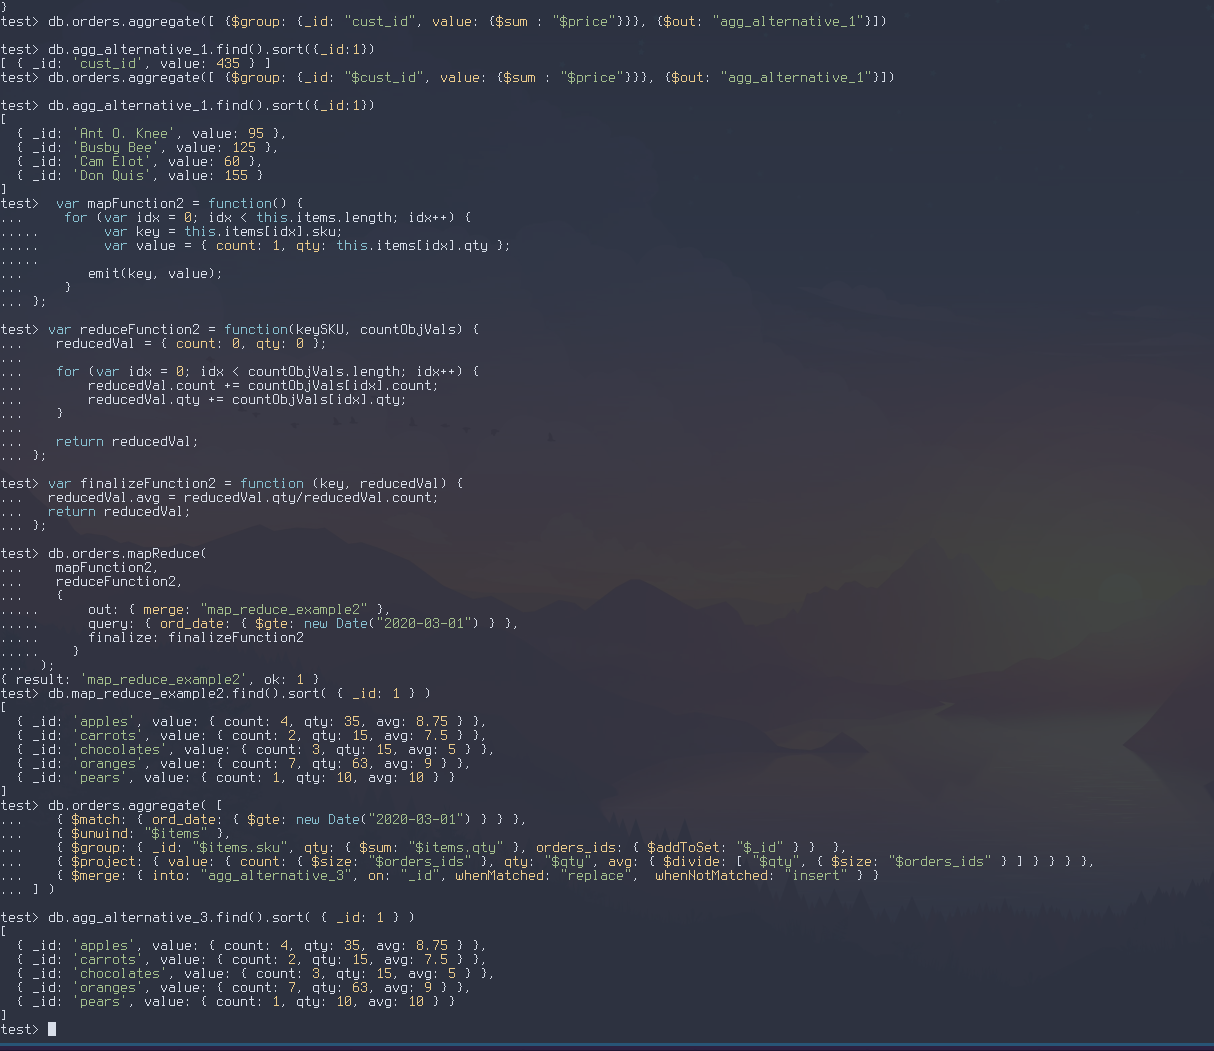 }
test> db.orders.aggregate([ {$group: {_id: "cust_id", value: {$sum : "$price"}}}, {$out: "agg_alternative_1"}])

test> db.agg_alternative_1.find().sort({_id:1})
[ { _id: 'cust_id', value: 435 } ]
test> db.orders.aggregate([ {$group: {_id: "$cust_id", value: {$sum : "$price"}}}, {$out: "agg_alternative_1"}])

test> db.agg_alternative_1.find().sort({_id:1})
[
  { _id: 'Ant O. Knee', value: 95 },
  { _id: 'Busby Bee', value: 125 },
  { _id: 'Cam Elot', value: 60 },
  { _id: 'Don Quis', value: 155 }
]
test>  var mapFunction2 = function() {
...     for (var idx = 0; idx < this.items.length; idx++) {
.....        var key = this.items[idx].sku;
.....        var value = { count: 1, qty: this.items[idx].qty };
.....
...        emit(key, value);
...     }
... };

test> var reduceFunction2 = function(keySKU, countObjVals) {
...    reducedVal = { count: 0, qty: 0 };
...
...    for (var idx = 0; idx < countObjVals.length; idx++) {
...        reducedVal.count += countObjVals[idx].count;
...        reducedVal.qty += countObjVals[idx].qty;
...    }
...
...    return reducedVal;
... };

test> var finalizeFunction2 = function (key, reducedVal) {
...   reducedVal.avg = reducedVal.qty/reducedVal.count;
...   return reducedVal;
... };

test> db.orders.mapReduce(
...    mapFunction2,
...    reduceFunction2,
...    {
.....      out: { merge: "map_reduce_example2" },
.....      query: { ord_date: { $gte: new Date("2020-03-01") } },
.....      finalize: finalizeFunction2
.....    }
...  );
{ result: 'map_reduce_example2', ok: 1 }
test> db.map_reduce_example2.find().sort( { _id: 1 } )
[
  { _id: 'apples', value: { count: 4, qty: 35, avg: 8.75 } },
  { _id: 'carrots', value: { count: 2, qty: 15, avg: 7.5 } },
  { _id: 'chocolates', value: { count: 3, qty: 15, avg: 5 } },
  { _id: 'oranges', value: { count: 7, qty: 63, avg: 9 } },
  { _id: 'pears', value: { count: 1, qty: 10, avg: 10 } }
]
test> db.orders.aggregate( [
...    { $match: { ord_date: { $gte: new Date("2020-03-01") } } },
...    { $unwind: "$items" },
...    { $group: { _id: "$items.sku", qty: { $sum: "$items.qty" }, orders_ids: { $addToSet: "$_id" } }  },
...    { $project: { value: { count: { $size: "$orders_ids" }, qty: "$qty", avg: { $divide: [ "$qty", { $size: "$orders_ids" } ] } } } },
...    { $merge: { into: "agg_alternative_3", on: "_id", whenMatched: "replace",  whenNotMatched: "insert" } }
... ] )

test> db.agg_alternative_3.find().sort( { _id: 1 } )
[
  { _id: 'apples', value: { count: 4, qty: 35, avg: 8.75 } },
  { _id: 'carrots', value: { count: 2, qty: 15, avg: 7.5 } },
  { _id: 'chocolates', value: { count: 3, qty: 15, avg: 5 } },
  { _id: 'oranges', value: { count: 7, qty: 63, avg: 9 } },
  { _id: 'pears', value: { count: 1, qty: 10, avg: 10 } }
]
test>